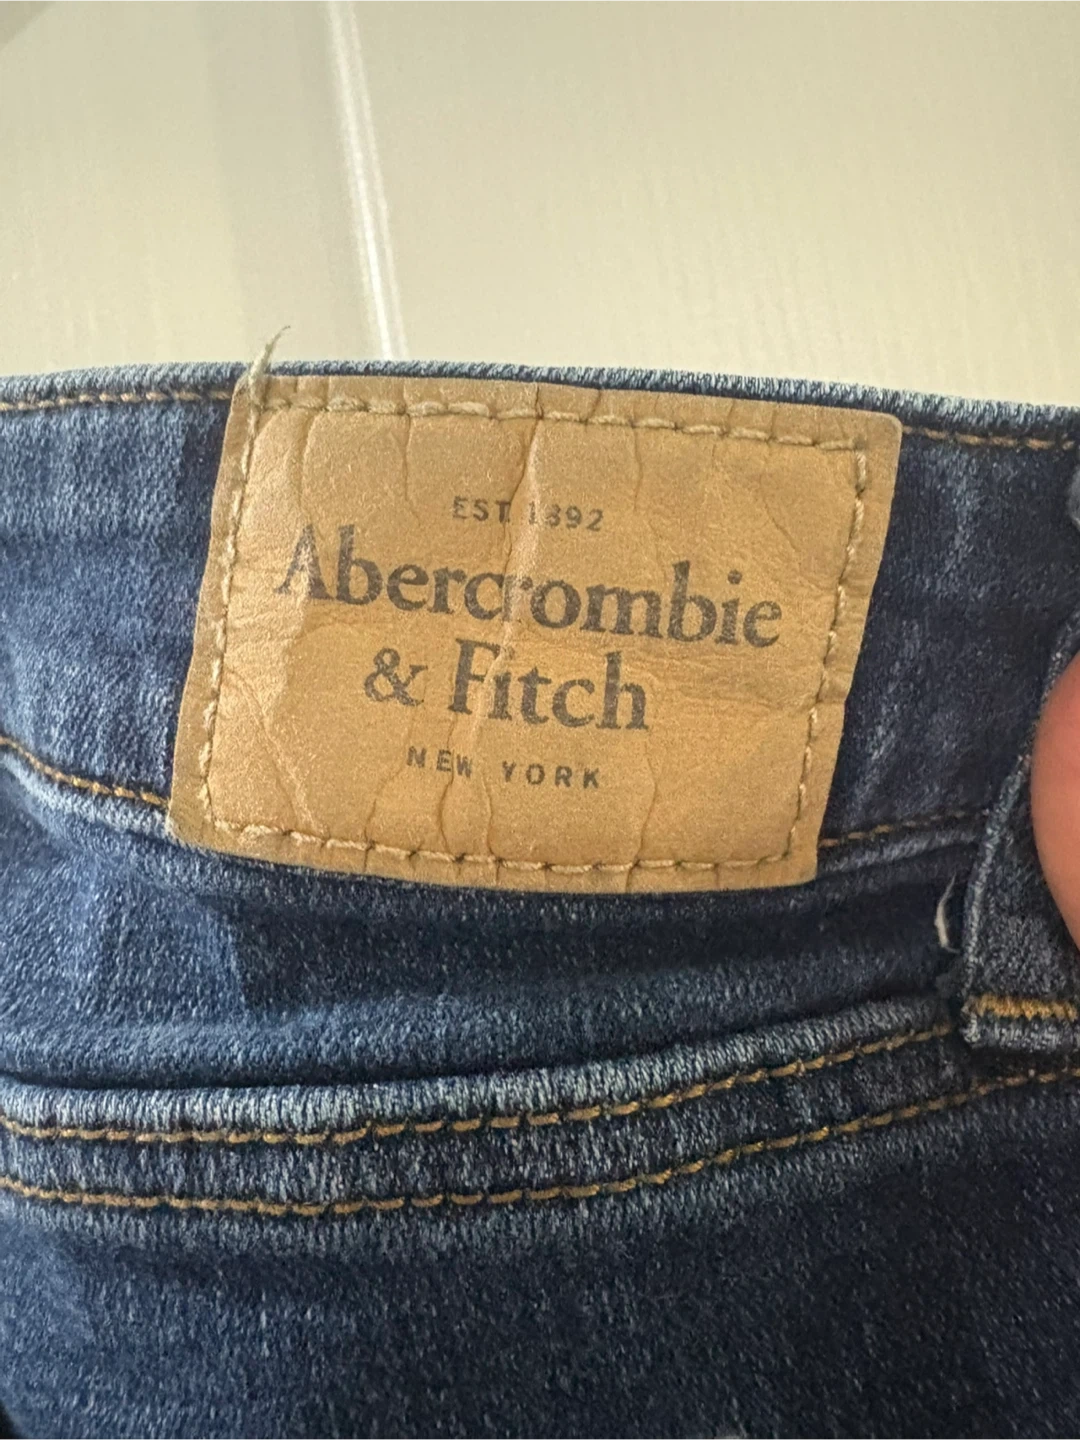 EST. 1892
Abercrombie
& Fitch
NEW YORK